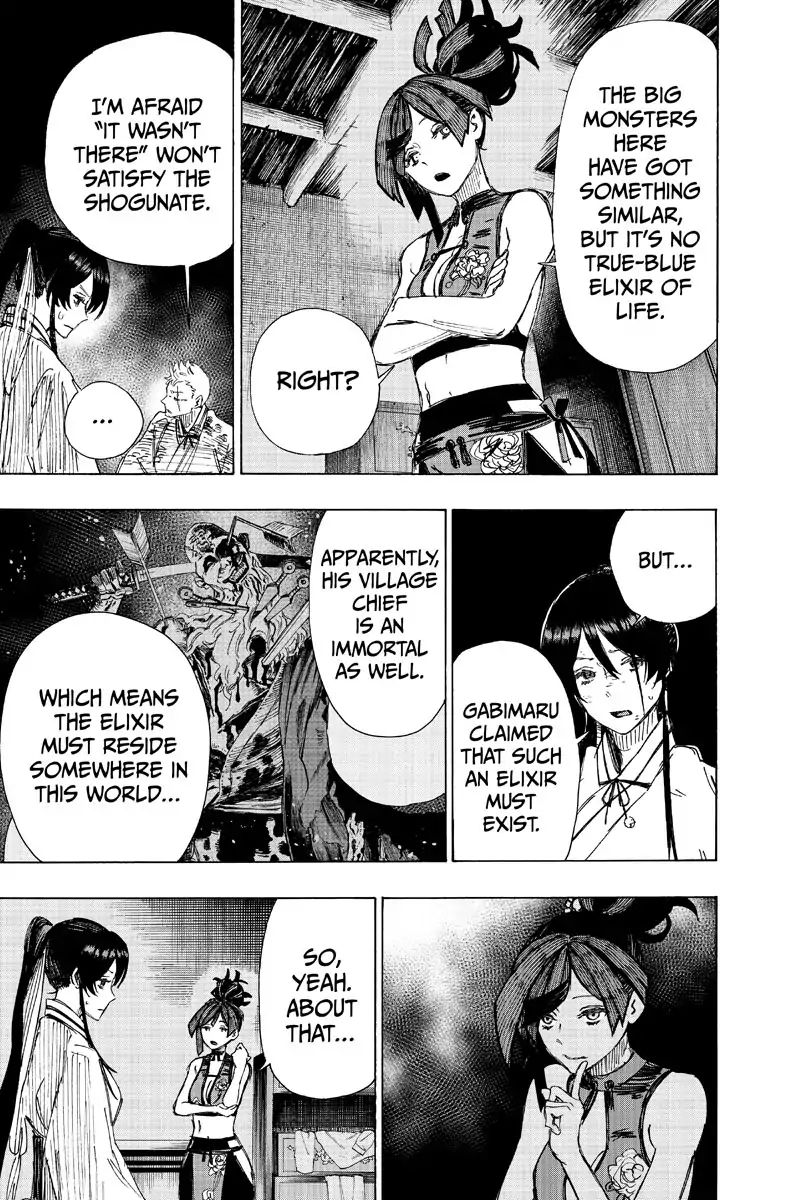 THE BIG
MONSTERS
HERE
HAVE GOT
SOMETHING
SIMILAR,
BUT IT'S NO
TRUE-BLUE
ELIXIR OF
LIFE.
RIGHT?
I'M AFRAID
"IT WASN'T
THERE" WON'T
SATISFY THE
SHOGUNATE.
...
BUT...
GABIMARU
CLAIMED
THAT SUCH
AN ELIXIR
MUST
EXIST.
APPARENTLY,
HIS VILLAGE
CHIEF
IS AN
IMMORTAL
AS WELL.
WHICH MEANS
THE ELIXIR
MUST RESIDE
SOMEWHERE IN
THIS WORLD...
SO,
YEAH.
ABOUT
THAT...